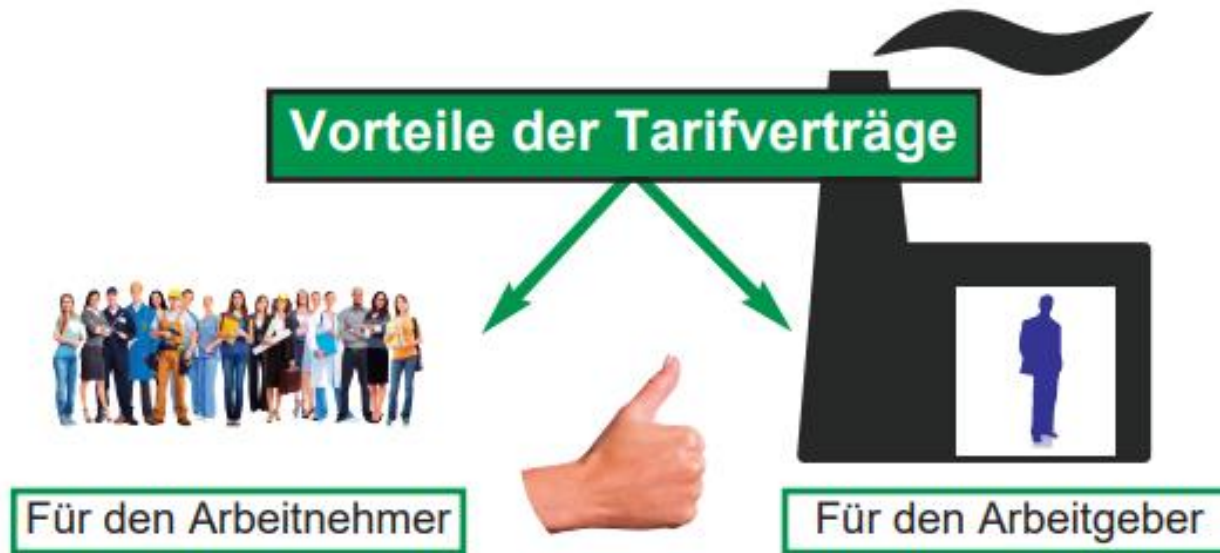 Vorteile der Tarifverträge
Für den Arbeitnehmer
Für den Arbeitgeber